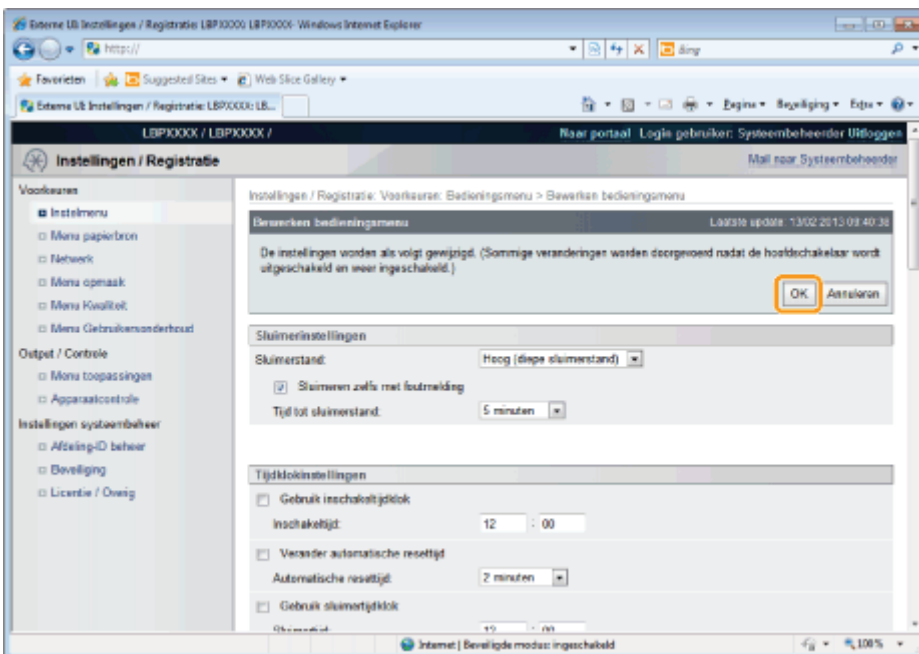 Externe UI: Instellingen / Registratie: LBPXXXX: LBPXXXX - Windows Internet Explorer
http://
Bing
Favorieten Suggested Sites Web Slice Gallery
Externe UI: Instellingen / Registratie: LBPXXXX: LB...
Pagina Beveiliging Extra
LBPXXXX / LBPXXXX /
Naar portaal Login gebruiker: Systeembeheerder Uitloggen
Instellingen / Registratie
Mail naar Systeembeheerder
Voorkeuren
Instelmenu
Menu papierbron
Netwerk
Menu opmaak
Menu Kwaliteit
Menu Gebruikersonderhoud
Output / Controle
Menu toepassingen
Apparaatcontrole
Instellingen systeembeheer
Afdeling-ID beheer
Beveiliging
Licentie / Overig
Instellingen / Registratie: Voorkeuren: Bedieningsmenu > Bewerken bedieningsmenu
Bewerken bedieningsmenu
Laatste update: 13/02 2013 09:40:38
De instellingen worden als volgt gewijzigd. (Sommige veranderingen worden doorgevoerd nadat de hoofdschakelaar wordt
uitgeschakeld en weer ingeschakeld.)
OK Annuleren
Sluimerinstellingen
Sluimerstand: Hoog (diepe sluimerstand)
Sluimeren zelfs met foutmelding
Tijd tot sluimerstand: 5 minuten
Tijdklokinstellingen
Gebruik inschakeltijdklok
Inschakeltijd: 12 : 00
Verander automatische resettijd
Automatische resettijd: 2 minuten
Gebruik sluimertijdklok
Sluimertijd: 12 : 00
Internet | Beveiligde modus: ingeschakeld
100%